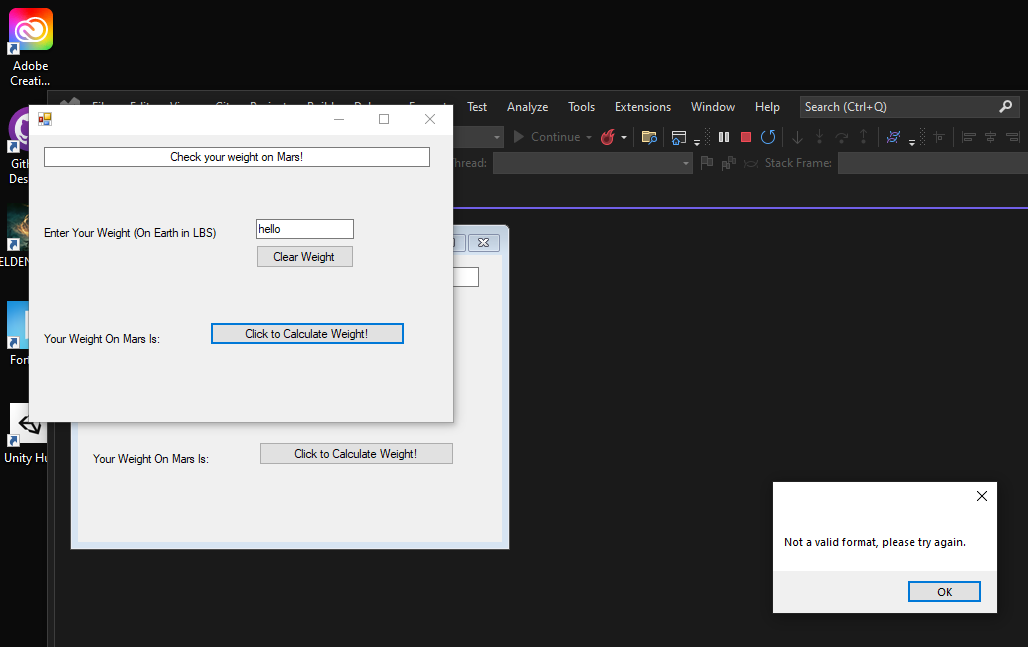 Adobe
Creati...
Test Analyze Tools Extensions Window Help Search (Ctrl+Q)
Continue
Stack Frame:
Check your weight on Mars!
Enter Your Weight (On Earth in LBS) hello
Clear Weight
Your Weight On Mars Is: Click to Calculate Weight!
Unity Hu
Your Weight On Mars Is: Click to Calculate Weight!
Not a valid format, please try again.
OK